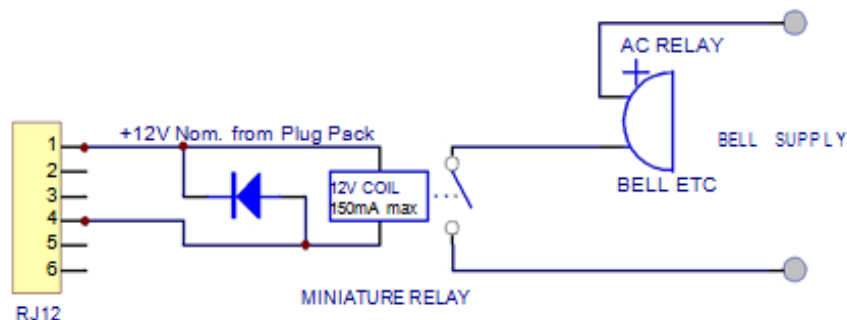 AC RELAY
+
+12V Nom. from Plug Pack
1
2
3
4
5
6
12V COIL
150mA max
BELL SUPPLY
BELL ETC
MINIATURE RELAY
RJ12